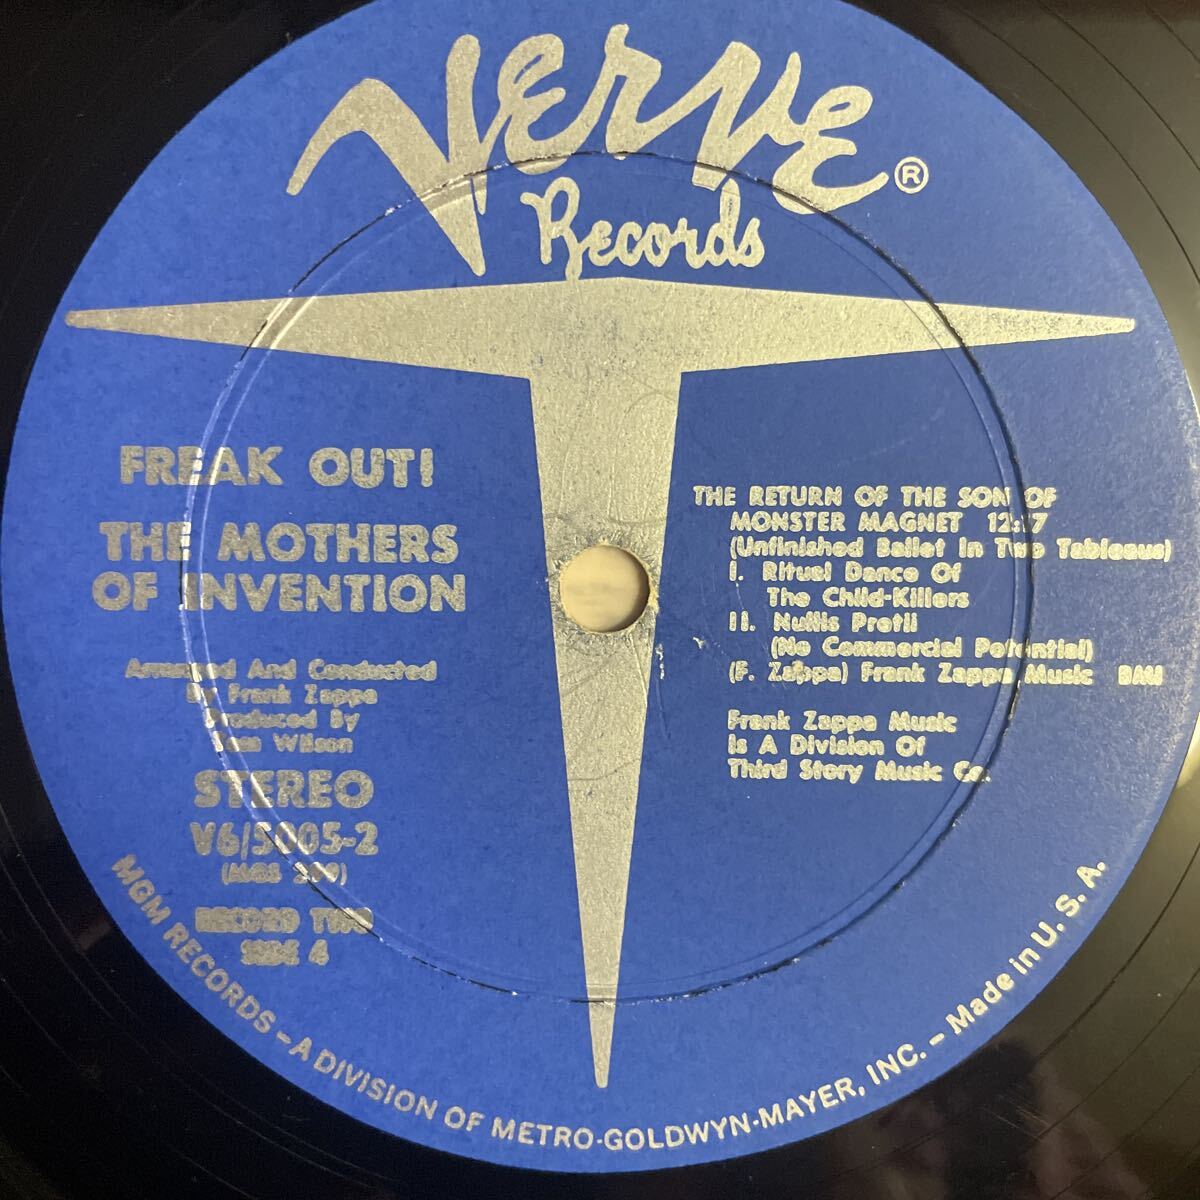 Verve®
Records
FREAK OUT!
THE MOTHERS
OF INVENTION
Arranged And Conducted
By Frank Zappa
Produced By
Tom Wilson
STEREO
V6/5005-2
RECORD TWO
SIDE 4
THE RETURN OF THE SON OF
MONSTER MAGNET 12:17
(Unfinished Ballet In Two Tableaus)
I. Ritual Dance Of
The Child-Killers
II. Nullis Pretii
(No Commercial Potential)
(F. Zappa) Frank Zappa Music BMI
Frank Zappa Music
Is A Division Of
Third Story Music Co.
MGM RECORDS – A DIVISION OF METRO-GOLDWYN-MAYER, INC. – Made in U. S. A.